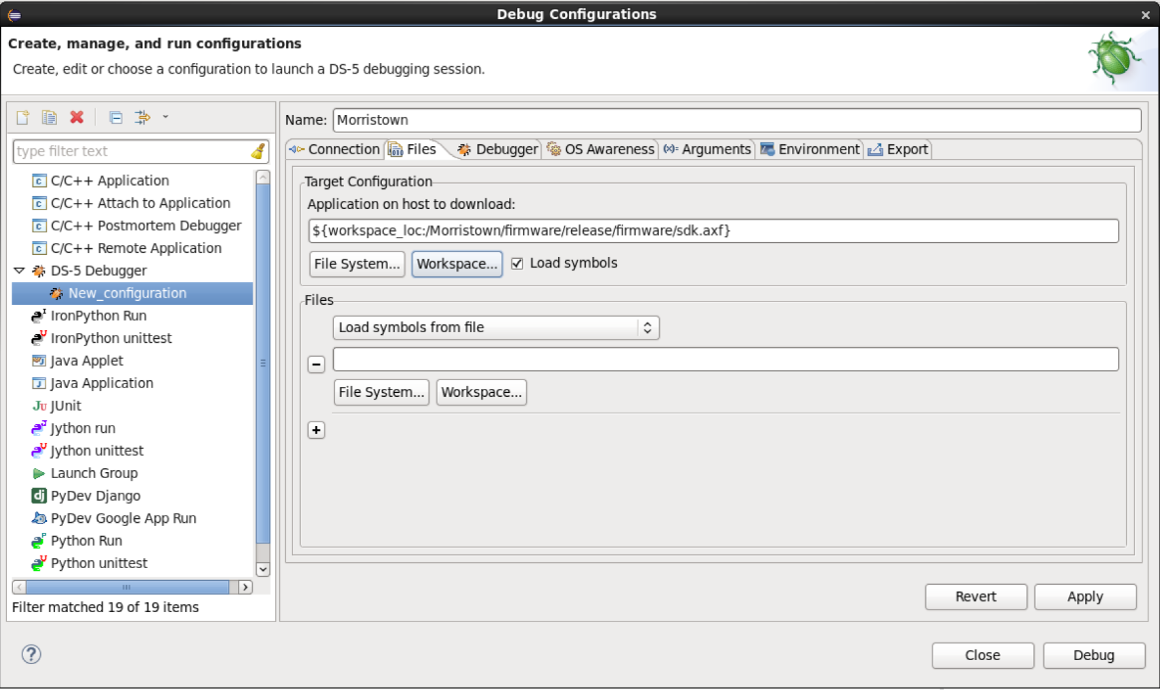 Debug Configurations
Create, manage, and run configurations
Create, edit or choose a configuration to launch a DS-5 debugging session.
type filter text
C/C++ Application
C/C++ Attach to Application
C/C++ Postmortem Debugger
C/C++ Remote Application
DS-5 Debugger
New_configuration
IronPython Run
IronPython unittest
Java Applet
Java Application
JUnit
Jython run
Jython unittest
Launch Group
PyDev Django
PyDev Google App Run
Python Run
Python unittest
Filter matched 19 of 19 items
Name: Morristown
Connection Files Debugger OS Awareness Arguments Environment Export
Target Configuration
Application on host to download:
${workspace_loc:/Morristown/firmware/release/firmware/sdk.axf}
File System... Workspace... Load symbols
Files
Load symbols from file
File System... Workspace...
Revert Apply
Close Debug